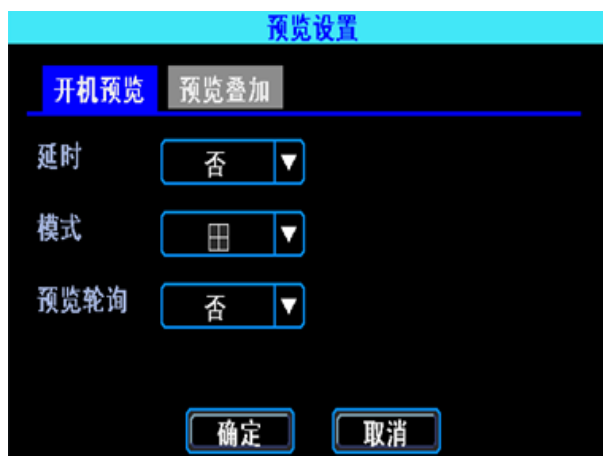 预览设置
开机预览 预览叠加
延时 否
模式
预览轮询 否
确定 取消